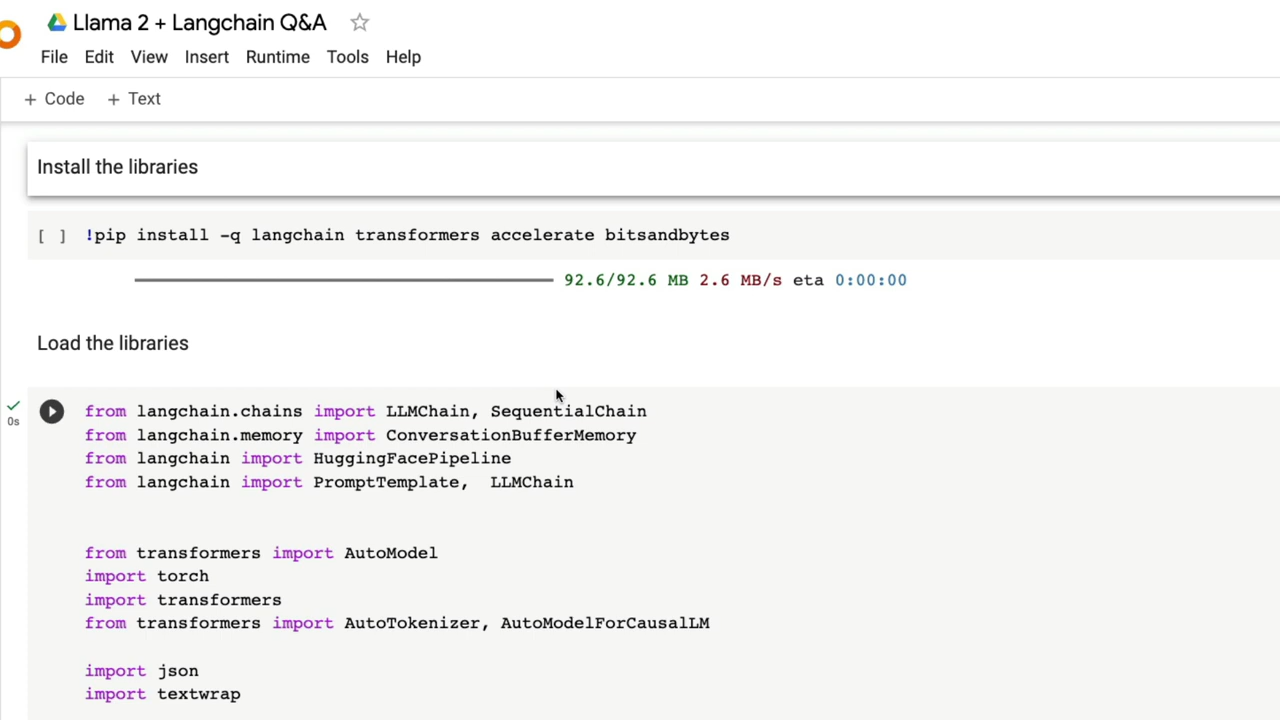 Llama 2 + Langchain Q&A
File Edit View Insert Runtime Tools Help
+ Code + Text
Install the libraries
[ ] !pip install -q langchain transformers accelerate bitsandbytes
92.6/92.6 MB 2.6 MB/s eta 0:00:00
Load the libraries
0s
from langchain.chains import LLMChain, SequentialChain
from langchain.memory import ConversationBufferMemory
from langchain import HuggingFacePipeline
from langchain import PromptTemplate,  LLMChain
from transformers import AutoModel
import torch
import transformers
from transformers import AutoTokenizer, AutoModelForCausalLM
import json
import textwrap